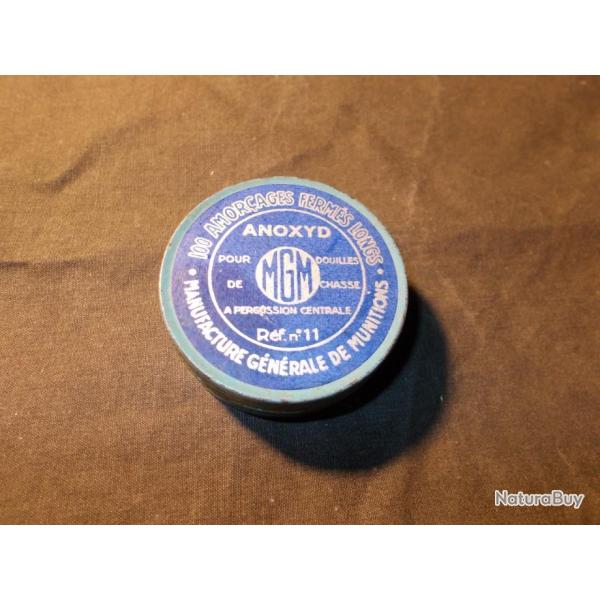 100 AMORÇAGES FERMÉS LONGS
ANOXYD
POUR DOUILLES
MGM
DE CHASSE
A PERCUSSION CENTRALE
Réf. n° 11
• MANUFACTURE GÉNÉRALE DE MUNITIONS •
NaturaBuy